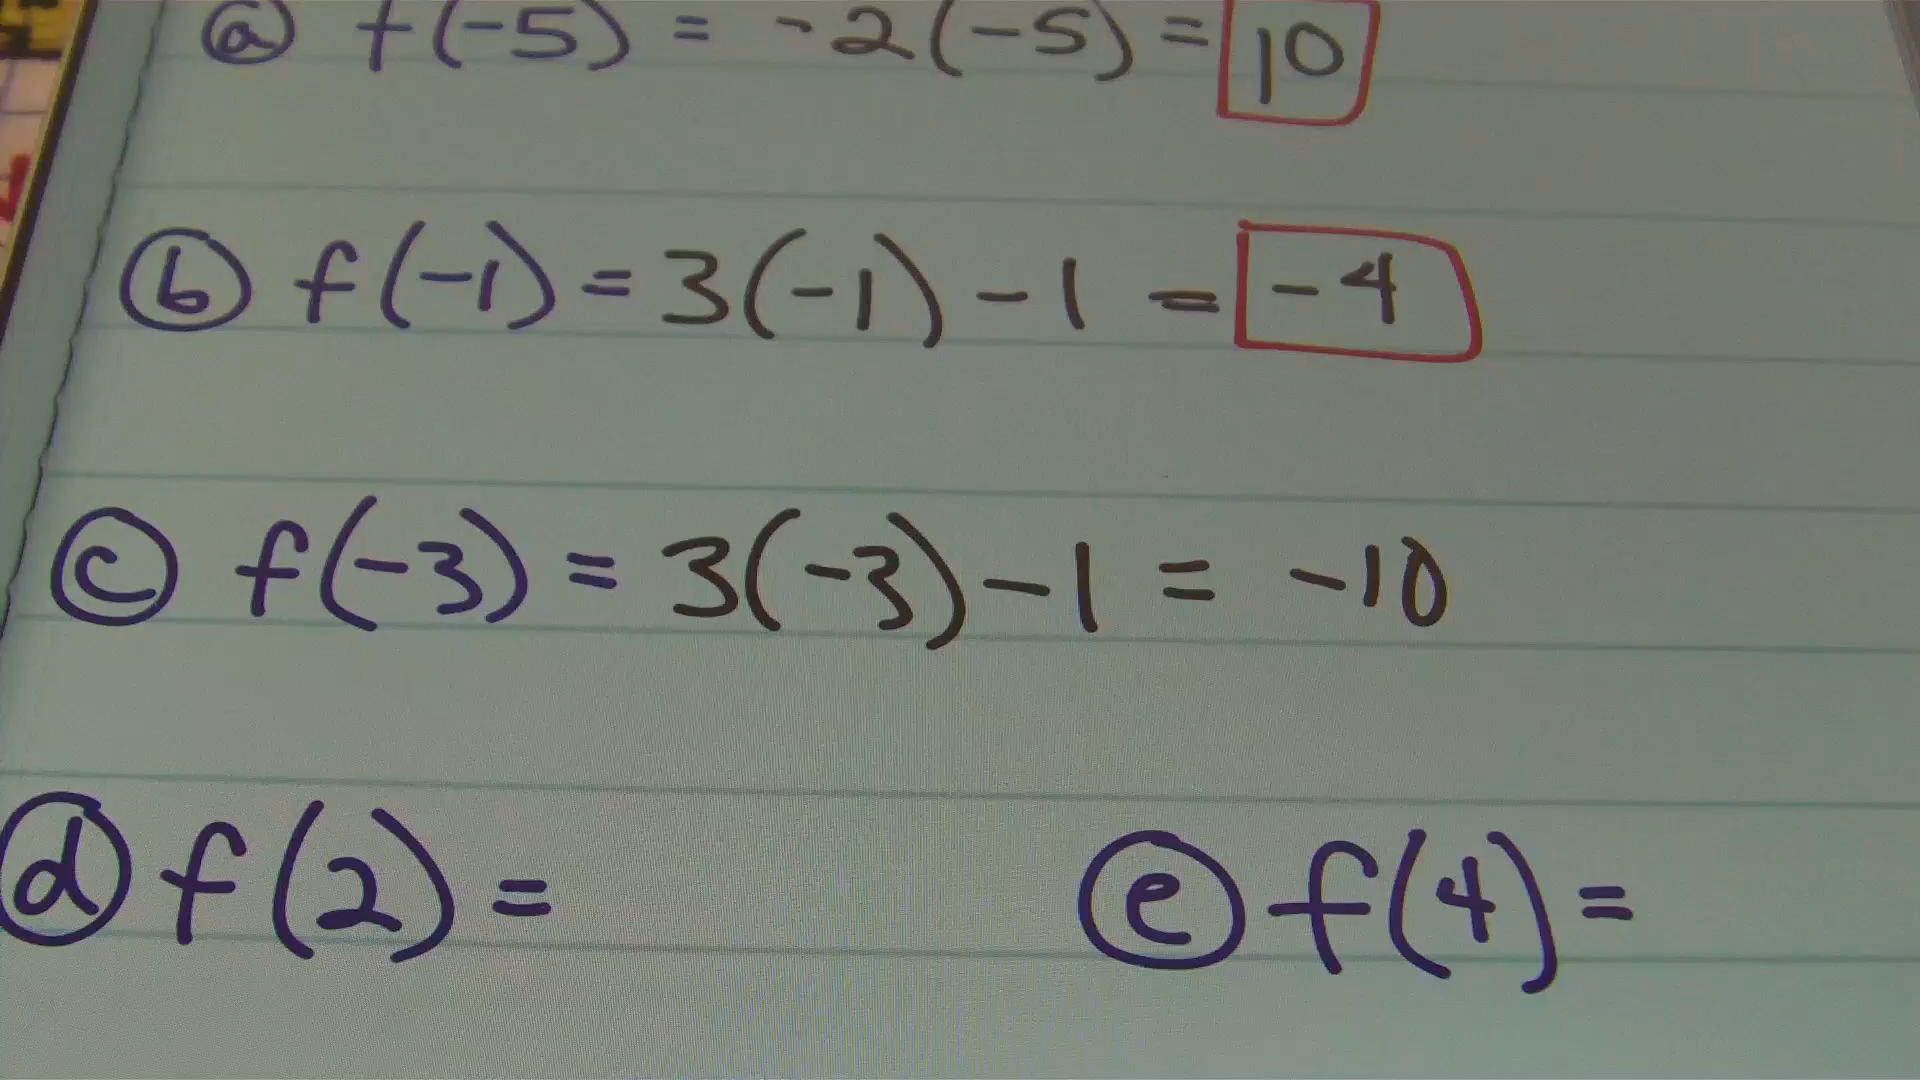 a f(-5) = -2(-5) = 10
b f(-1) = 3(-1) - 1 = -4
c f(-3) = 3(-3) - 1 = -10
d f(2) = e f(4) =